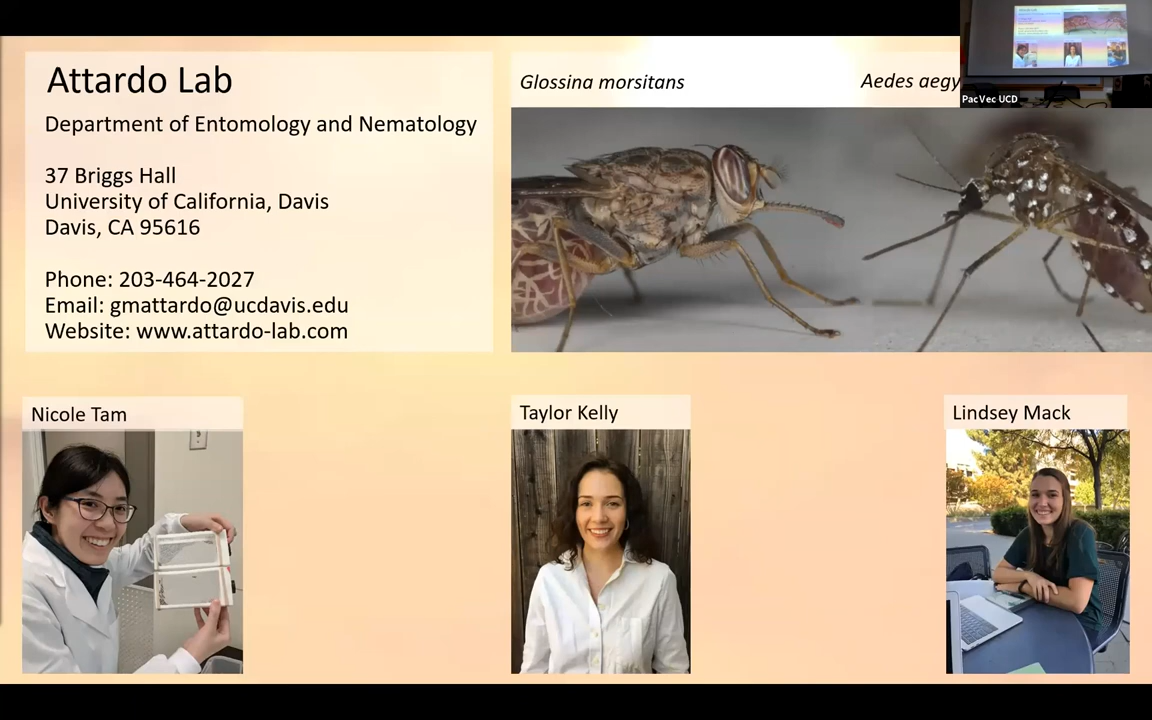 Attardo Lab
Department of Entomology and Nematology
37 Briggs Hall
University of California, Davis
Davis, CA 95616
Phone: 203-464-2027
Email: gmattardo@ucdavis.edu
Website: www.attardo-lab.com
Glossina morsitans
Aedes aegy
PacVec UCD
Nicole Tam
Taylor Kelly
Lindsey Mack